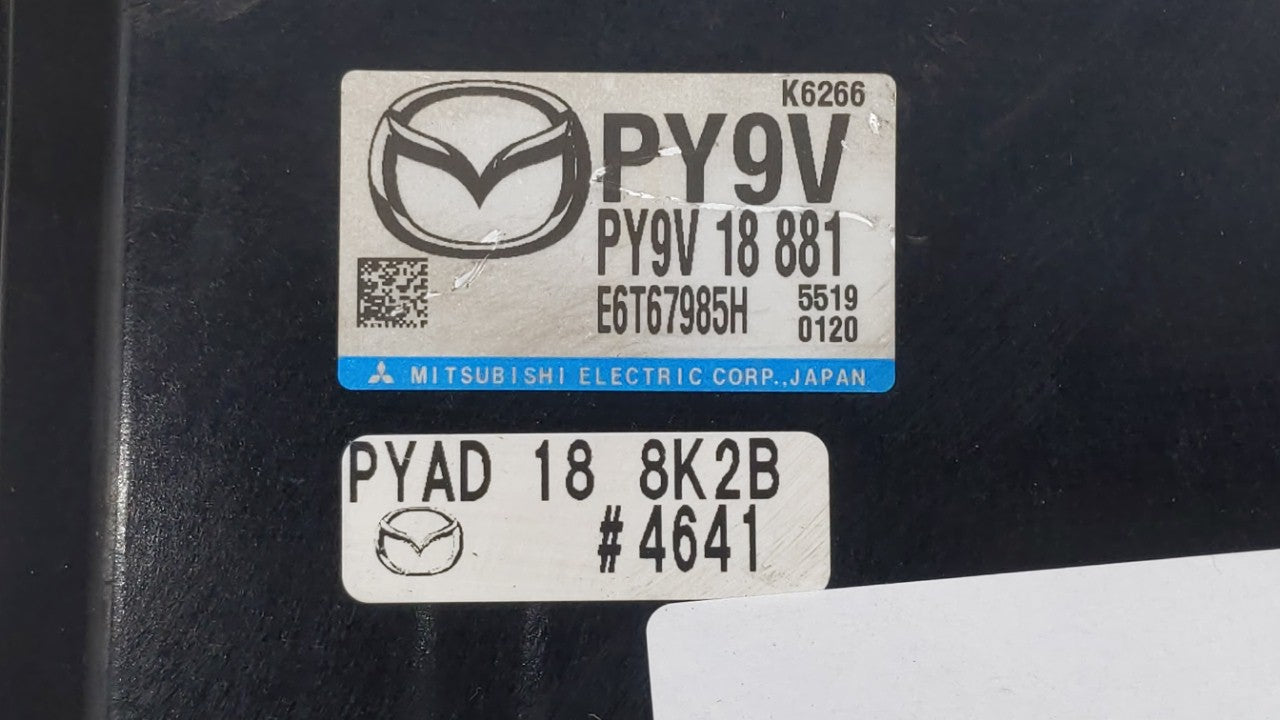 K6266
PY9V
PY9V 18 881
E6T67985H 5519
0120
MITSUBISHI ELECTRIC CORP.,JAPAN
PYAD 18 8K2B
#4641